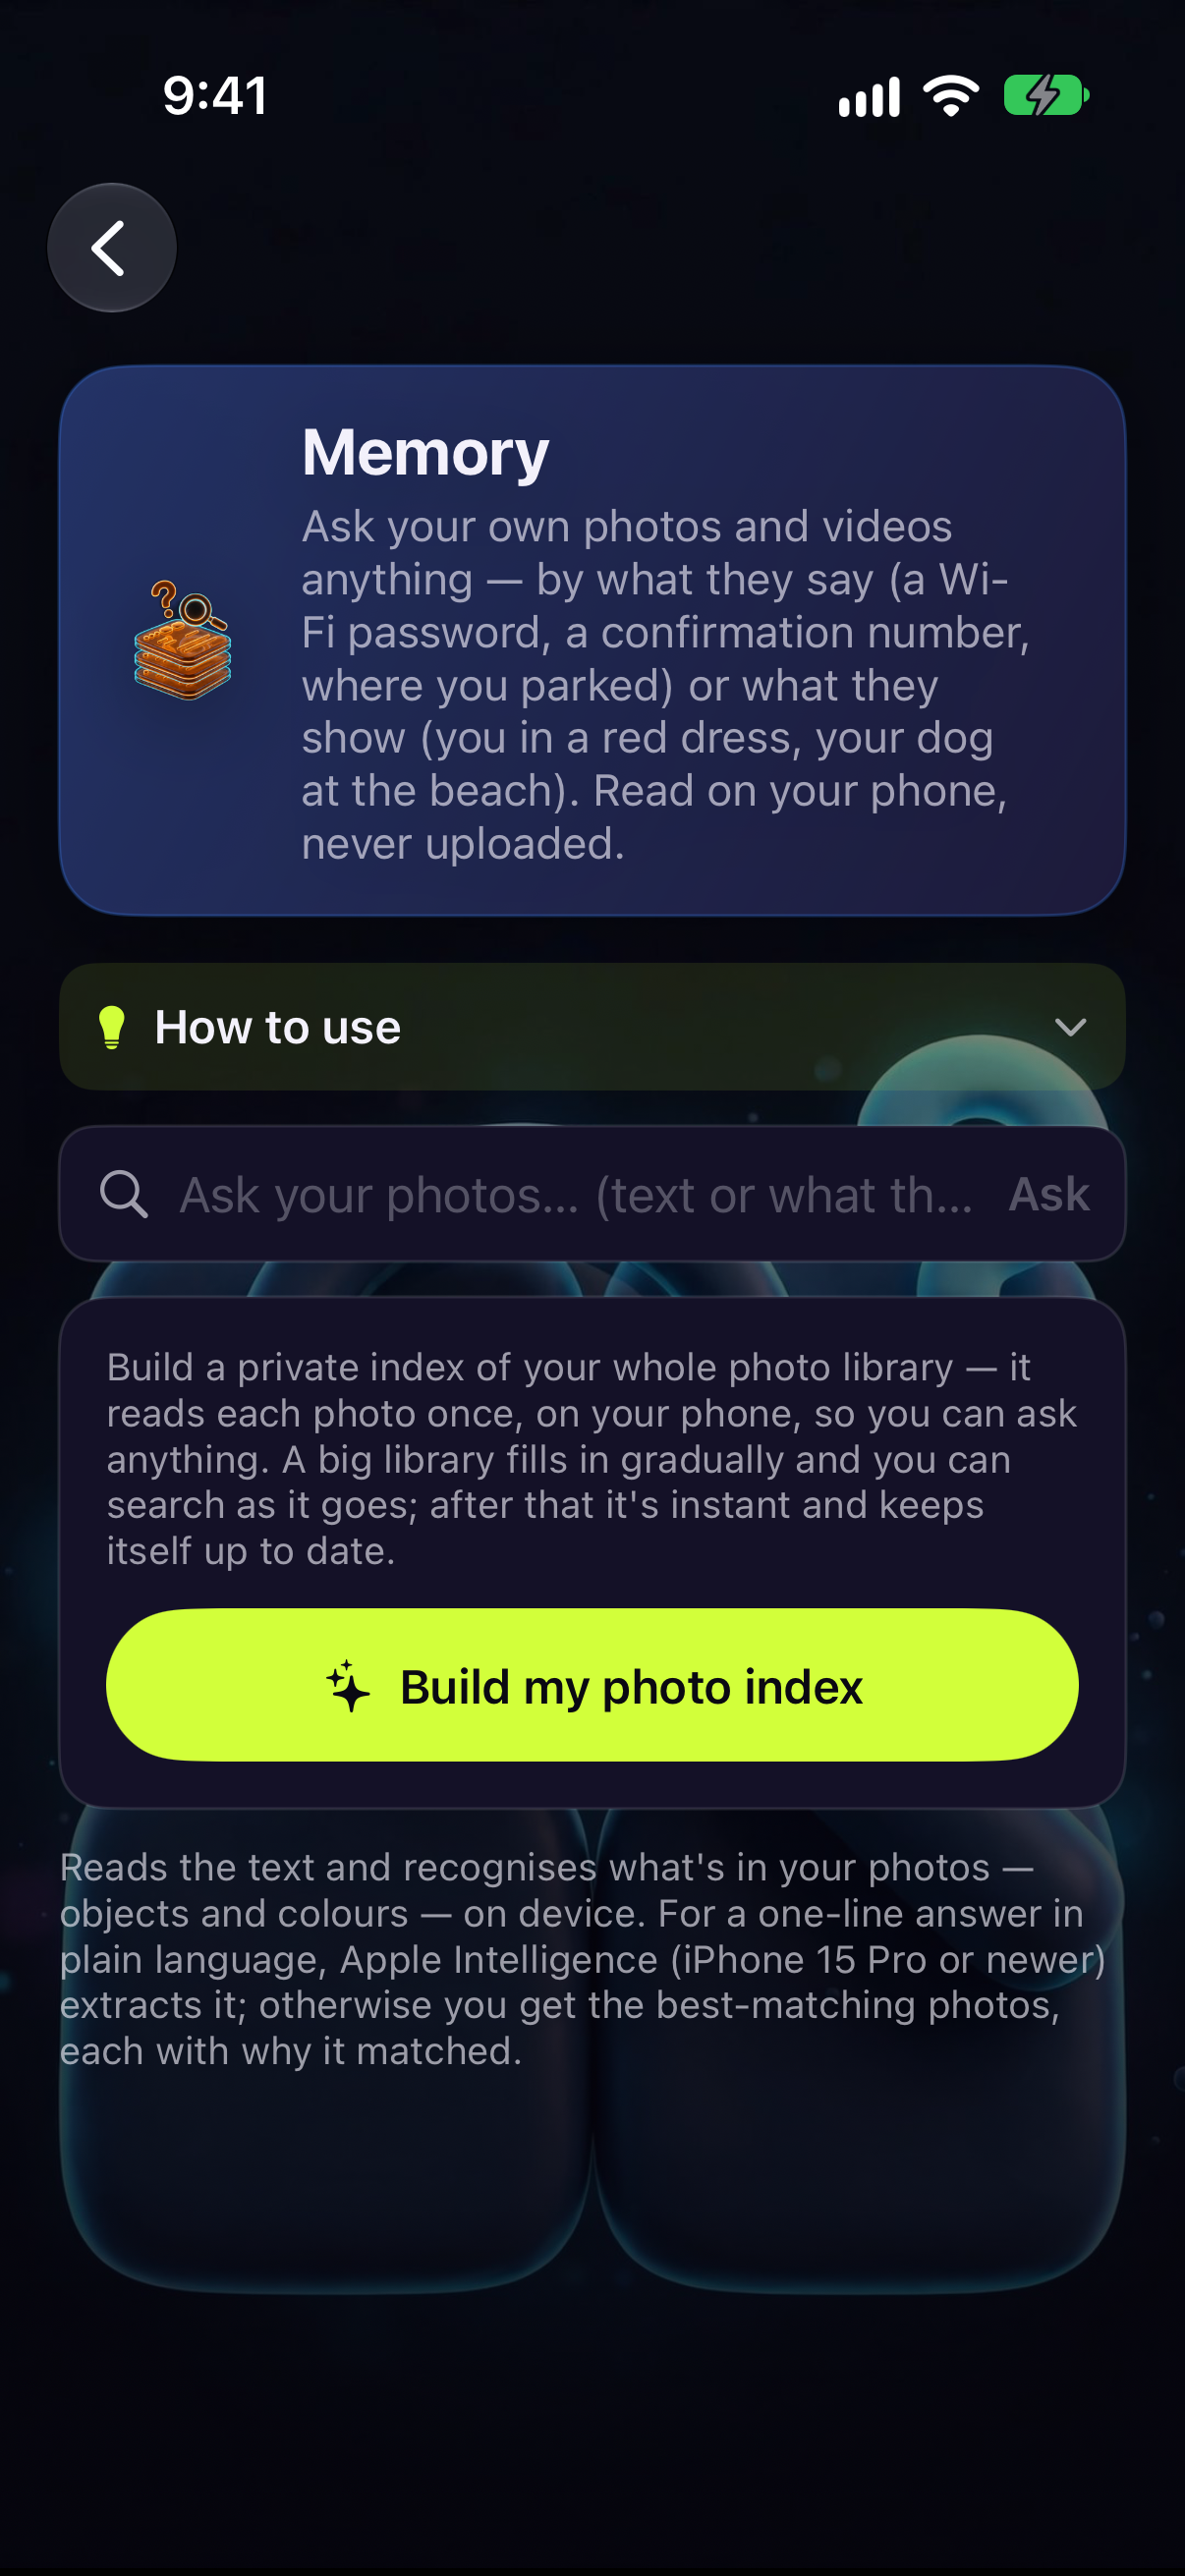 9:41
Memory
Ask your own photos and videos
anything — by what they say (a Wi-
Fi password, a confirmation number,
where you parked) or what they
show (you in a red dress, your dog
at the beach). Read on your phone,
never uploaded.
How to use
Ask your photos... (text or what th... Ask
Build a private index of your whole photo library — it
reads each photo once, on your phone, so you can ask
anything. A big library fills in gradually and you can
search as it goes; after that it's instant and keeps
itself up to date.
Build my photo index
Reads the text and recognises what's in your photos —
objects and colours — on device. For a one-line answer in
plain language, Apple Intelligence (iPhone 15 Pro or newer)
extracts it; otherwise you get the best-matching photos,
each with why it matched.